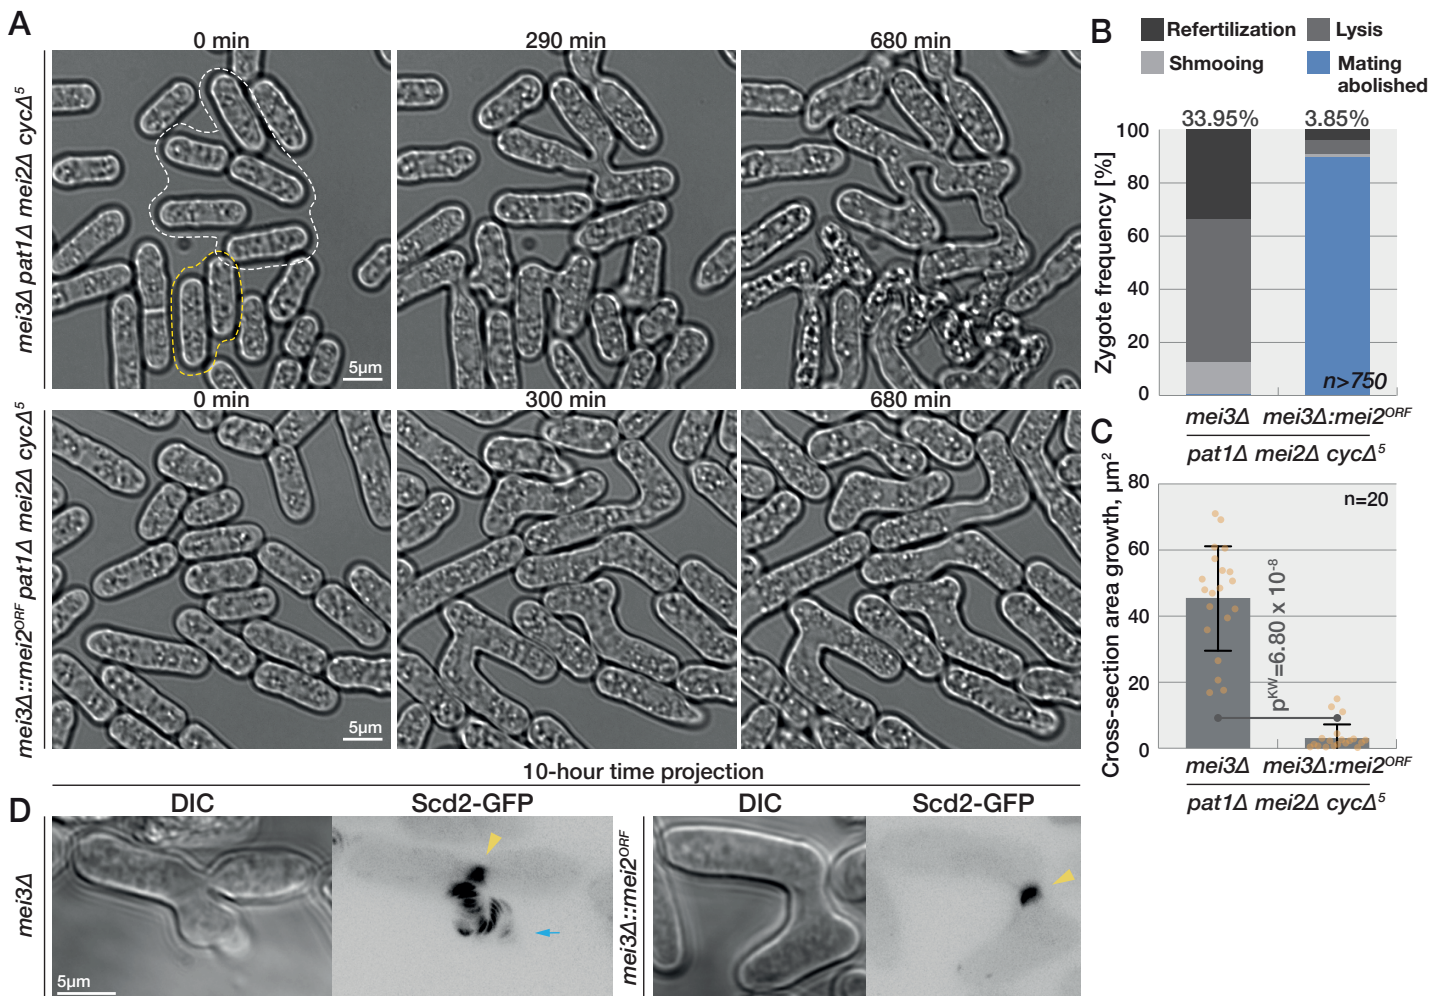 A
0 min
290 min
680 min
mei3Δ pat1Δ mei2Δ cycΔ⁵
5µm
0 min
300 min
680 min
mei3Δ::mei2ᴼᴿᶠ pat1Δ mei2Δ cycΔ⁵
5µm
B
Refertilization
Lysis
Shmooing
Mating
abolished
33.95%
3.85%
Zygote frequency [%]
100
80
60
40
20
0
n>750
mei3Δ
mei3Δ:mei2ᴼᴿᶠ
pat1Δ mei2Δ cycΔ⁵
C
Cross-section area growth, µm²
80
60
40
20
0
n=20
pᴷᵂ=6.80 x 10⁻⁸
mei3Δ
mei3Δ:mei2ᴼᴿᶠ
pat1Δ mei2Δ cycΔ⁵
10-hour time projection
D
DIC
Scd2-GFP
DIC
Scd2-GFP
mei3Δ
5µm
mei3Δ::mei2ᴼᴿᶠ